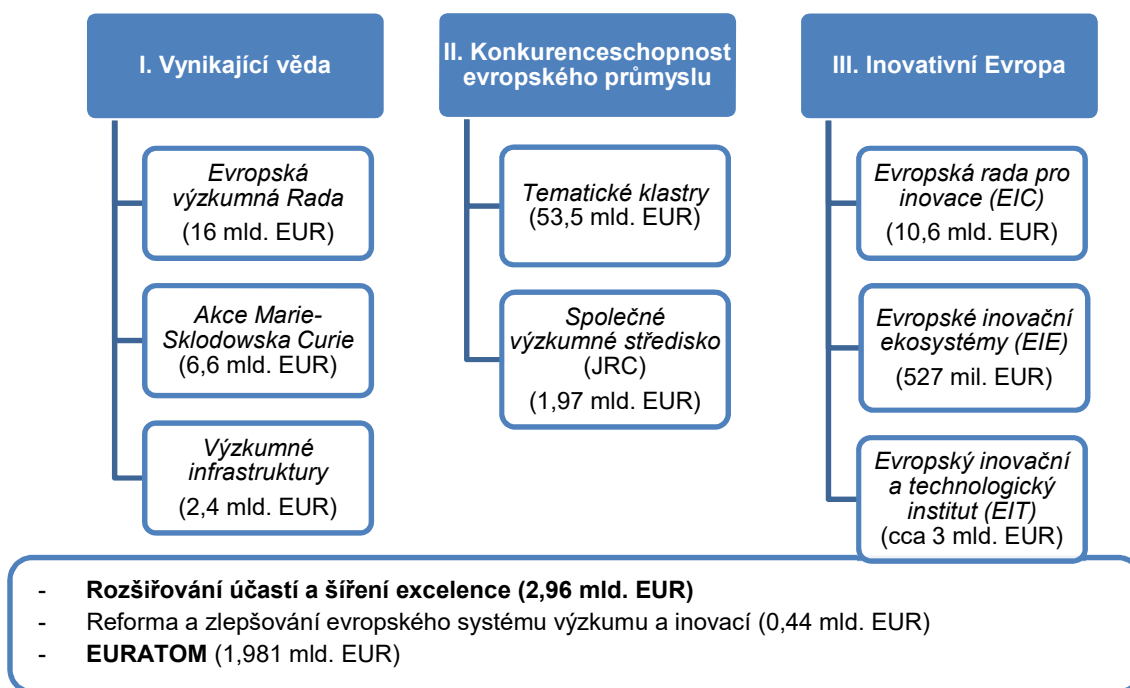 I. Vynikající věda
Evropská
výzkumná Rada
(16 mld. EUR)
Akce Marie-
Sklodowska Curie
(6,6 mld. EUR)
Výzkumné
infrastruktury
(2,4 mld. EUR)
II. Konkurenceschopnost
evropského průmyslu
Tematické klastry
(53,5 mld. EUR)
Společné
výzkumné středisko
(JRC)
(1,97 mld. EUR)
III. Inovativní Evropa
Evropská rada pro
inovace (EIC)
(10,6 mld. EUR)
Evropské inovační
ekosystémy (EIE)
(527 mil. EUR)
Evropský inovační
a technologický
institut (EIT)
(cca 3 mld. EUR)
- Rozšiřování účastí a šíření excelence (2,96 mld. EUR)
- Reforma a zlepšování evropského systému výzkumu a inovací (0,44 mld. EUR)
- EURATOM (1,981 mld. EUR)